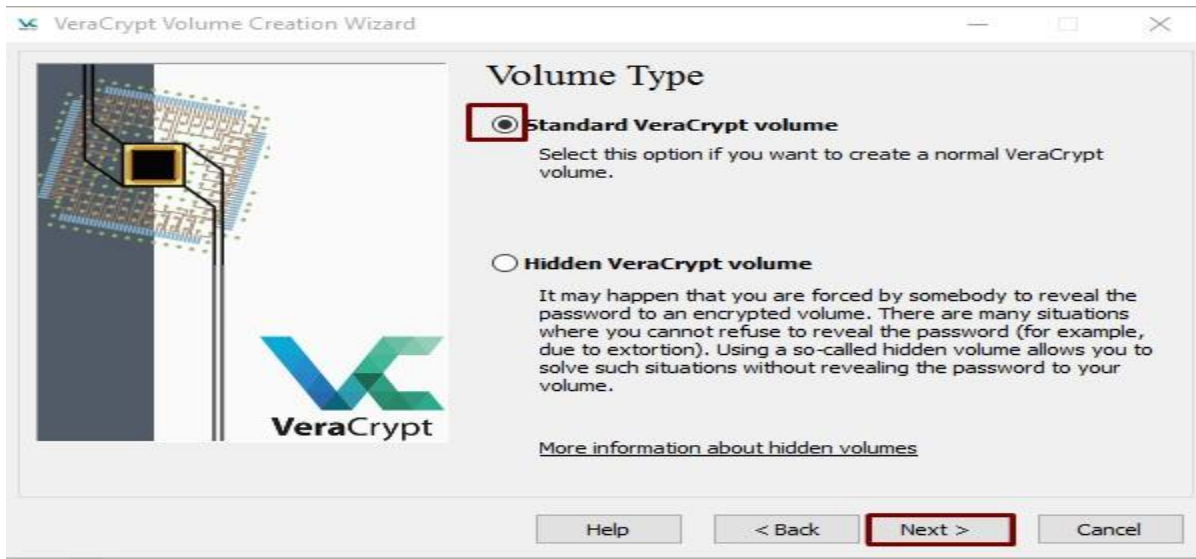 VeraCrypt Volume Creation Wizard
Volume Type
Standard VeraCrypt volume
Select this option if you want to create a normal VeraCrypt
volume.
Hidden VeraCrypt volume
It may happen that you are forced by somebody to reveal the
password to an encrypted volume. There are many situations
where you cannot refuse to reveal the password (for example,
due to extortion). Using a so-called hidden volume allows you to
solve such situations without revealing the password to your
volume.
VeraCrypt
More information about hidden volumes
Help
< Back
Next >
Cancel